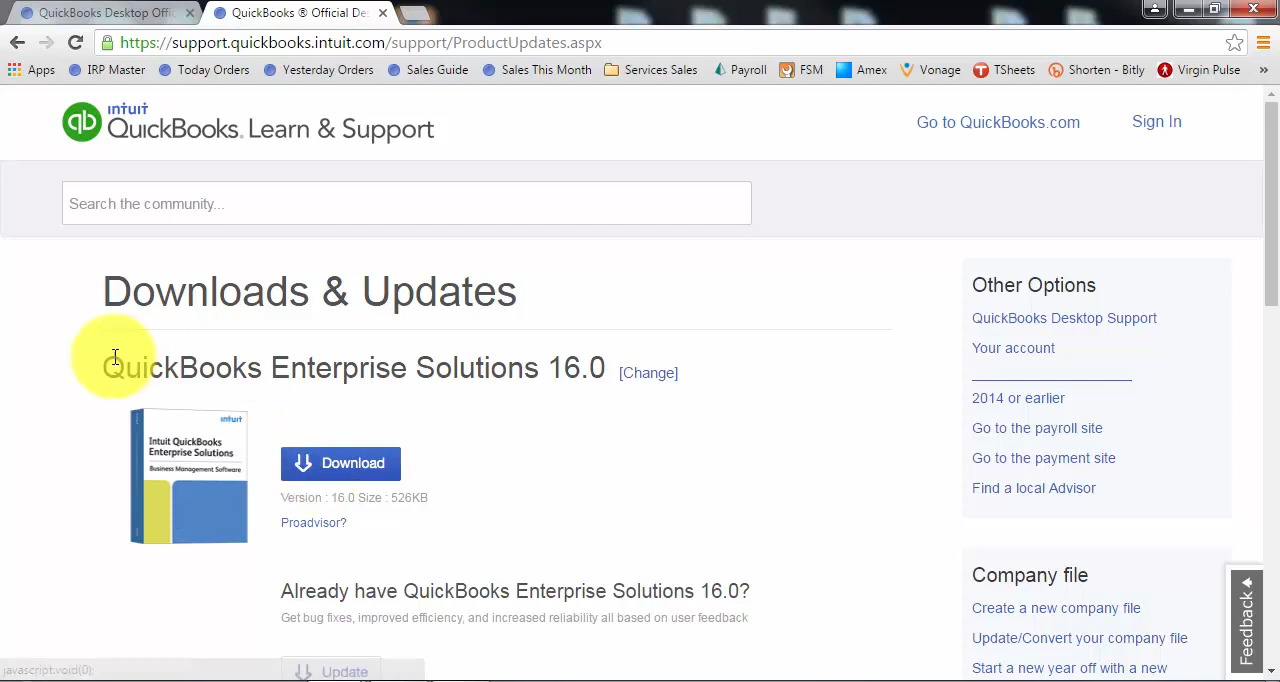 QuickBooks Desktop Offi
QuickBooks ® Official De
https://support.quickbooks.intuit.com/support/ProductUpdates.aspx
Apps IRP Master Today Orders Yesterday Orders Sales Guide Sales This Month Services Sales Payroll FSM Amex Vonage TSheets Shorten - Bitly Virgin Pulse »
qb intuit
QuickBooks. Learn & Support
Go to QuickBooks.com
Sign In
Search the community...
Downloads & Updates
QuickBooks Enterprise Solutions 16.0 [Change]
intuit
Intuit QuickBooks
Enterprise Solutions
Business Management Software
Download
Version : 16.0 Size : 526KB
Proadvisor?
Already have QuickBooks Enterprise Solutions 16.0?
Get bug fixes, improved efficiency, and increased reliability all based on user feedback
Update
Other Options
QuickBooks Desktop Support
Your account
2014 or earlier
Go to the payroll site
Go to the payment site
Find a local Advisor
Company file
Create a new company file
Update/Convert your company file
Start a new year off with a new
Feedback
javascript:void(0);